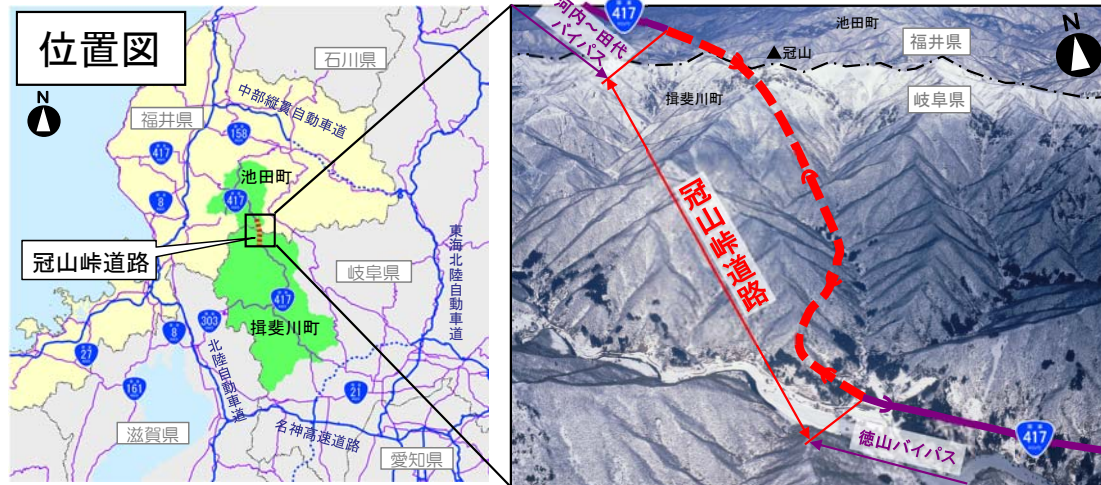 位置図
N
石川県
中部縦貫自動車道
福井県
158
417
池田町
8
417
冠山峠道路
岐阜県
東海北陸自動車道
417
303
揖斐川町
8
27
北陸自動車道
161
21
滋賀県
名神高速道路
愛知県
417
河内~田代
バイパス
池田町
N
福井県
▲冠山
揖斐川町
岐阜県
冠山峠道路
417
徳山バイパス